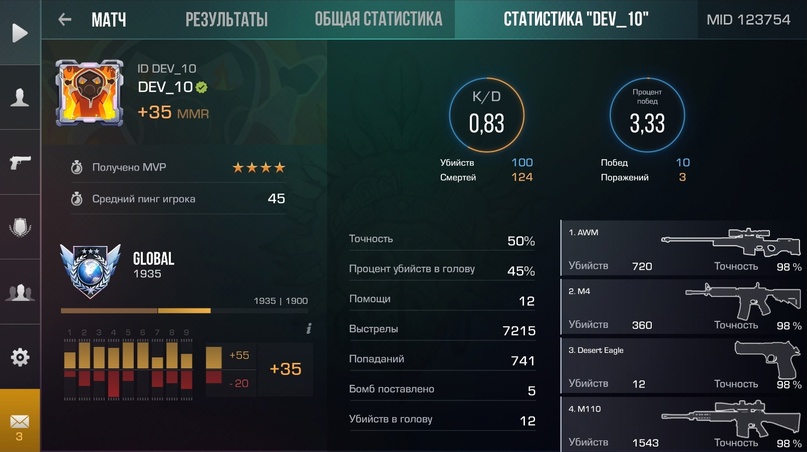 МАТЧ РЕЗУЛЬТАТЫ ОБЩАЯ СТАТИСТИКА СТАТИСТИКА "DEV_10" MID 123754
ID DEV_10
DEV_10
+35 MMR
Получено MVP
Средний пинг игрока 45
GLOBAL
1935
1935 | 1900
1 2 3 4 5 6 7 8 9
i
+55
-20
+35
K/D
0,83
Убийств 100
Смертей 124
Процент
побед
3,33
Побед 10
Поражений 3
Точность 50%
Процент убийств в голову 45%
Помощи 12
Выстрелы 7215
Попаданий 741
Бомб поставлено 5
Убийств в голову 12
1. AWM
Убийств 720 Точность 98 %
2. M4
Убийств 360 Точность 98 %
3. Desert Eagle
Убийств 12 Точность 98 %
4. M110
Убийств 1543 Точность 98 %
3